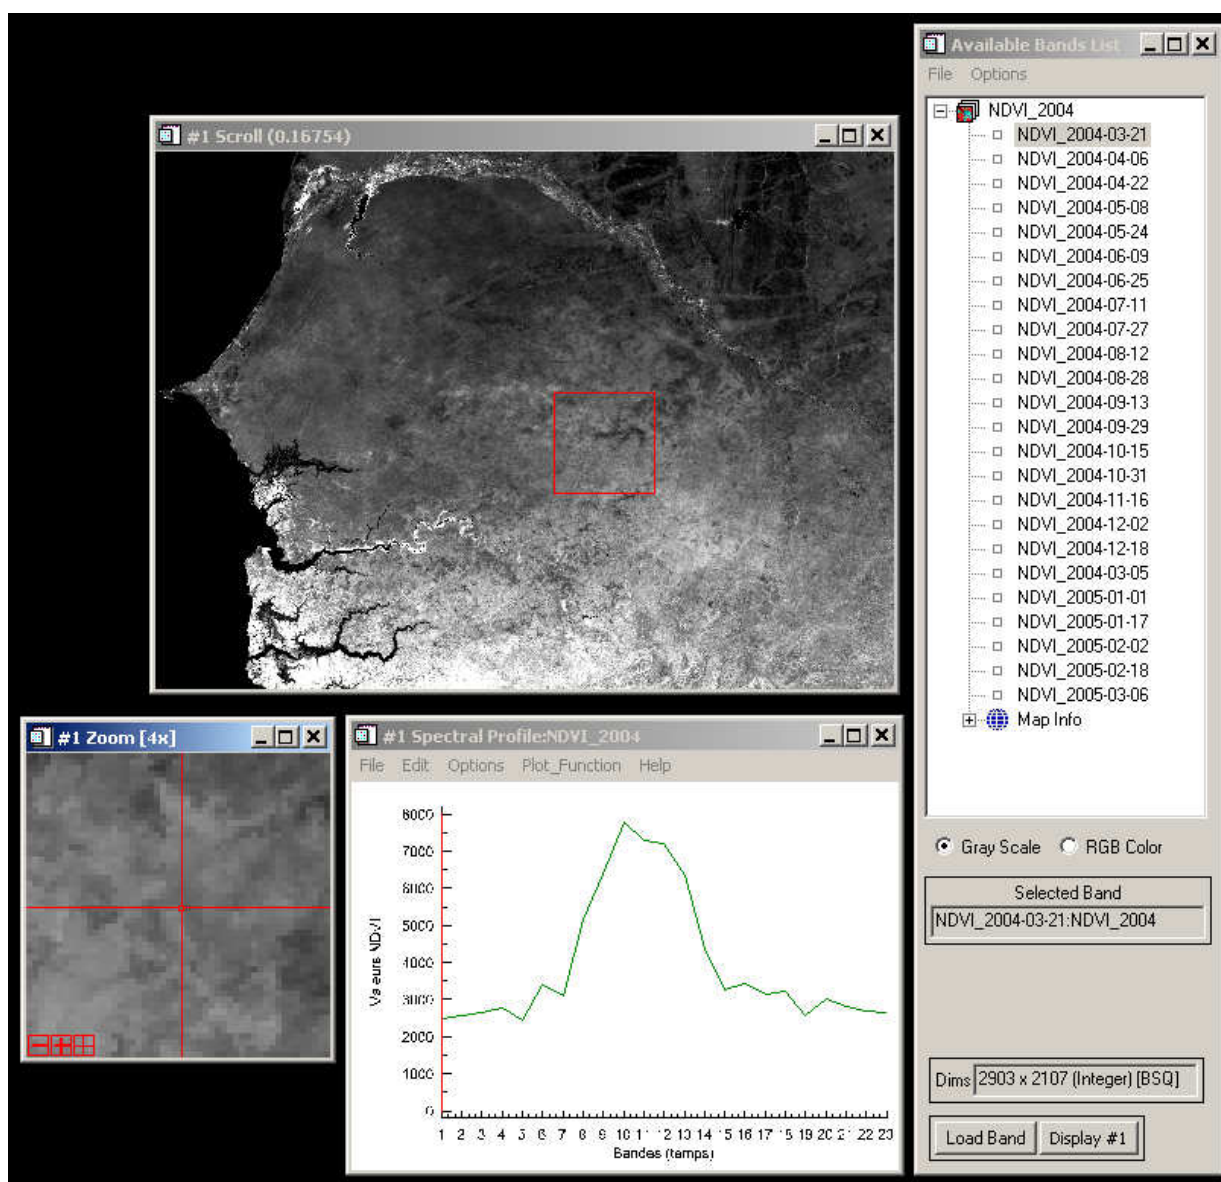 #1 Scroll (0.16754)
Available Bands List
File Options
NDVI_2004
NDVI_2004-03-21
NDVI_2004-04-06
NDVI_2004-04-22
NDVI_2004-05-08
NDVI_2004-05-24
NDVI_2004-06-09
NDVI_2004-06-25
NDVI_2004-07-11
NDVI_2004-07-27
NDVI_2004-08-12
NDVI_2004-08-28
NDVI_2004-09-13
NDVI_2004-09-29
NDVI_2004-10-15
NDVI_2004-10-31
NDVI_2004-11-16
NDVI_2004-12-02
NDVI_2004-12-18
NDVI_2004-03-05
NDVI_2005-01-01
NDVI_2005-01-17
NDVI_2005-02-02
NDVI_2005-02-18
NDVI_2005-03-06
Map Info
Gray Scale RGB Color
Selected Band
NDVI_2004-03-21:NDVI_2004
Dims 2903 x 2107 (Integer) [BSQ]
Load Band Display #1
#1 Zoom [4x]
#1 Spectral Profile:NDVI_2004
File Edit Options Plot_Function Help
Valeurs NDVI
8000
7000
6000
5000
4000
3000
2000
1000
0
1 2 3 4 5 6 7 8 9 10 11 12 13 14 15 16 17 18 19 20 21 22 23
Bandes (temps)